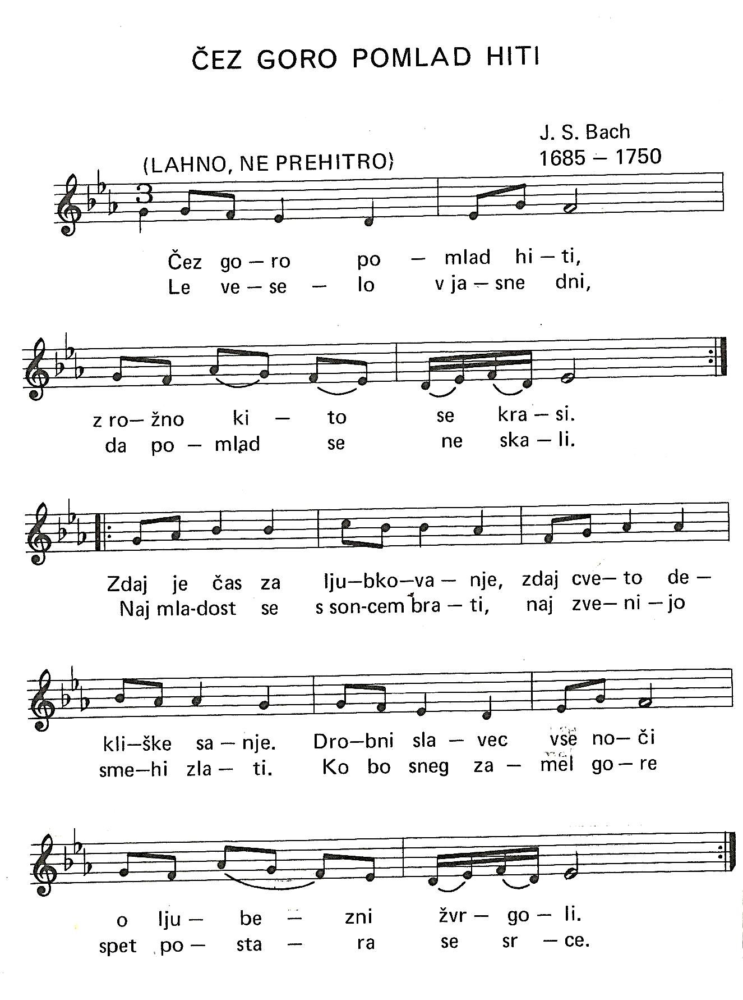 ČEZ GORO POMLAD HITI
J. S. Bach
(LAHNO, NE PREHITRO)
1685 – 1750
3
Čez go – ro po – mlad hi – ti,
Le ve – se – lo v ja – sne dni,
z ro– žno ki – to se kra – si.
da po – mlad se ne ska – li.
Zdaj je čas za lju–bko–va – nje, zdaj cve– to de –
Naj mla-dost se s son-cem bra – ti, naj zve– ni – jo
kli–ške sa – nje. Dro–bni sla – vec vse no– či
sme–hi zla – ti. Ko bo sneg za – mel go – re
o lju – be – zni žvr – go – li.
spet po – sta – ra se sr – ce.